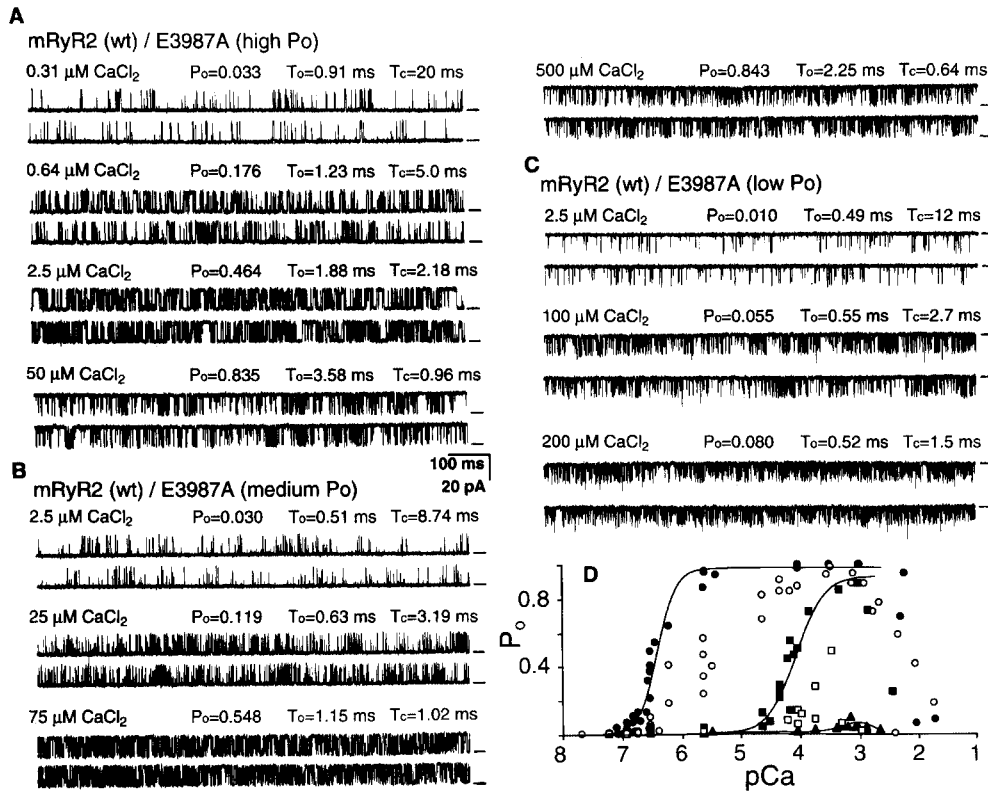 A
mRyR2 (wt) / E3987A (high Po)
0.31 μM CaCl₂ Po=0.033 To=0.91 ms Tc=20 ms
0.64 μM CaCl₂ Po=0.176 To=1.23 ms Tc=5.0 ms
2.5 μM CaCl₂ Po=0.464 To=1.88 ms Tc=2.18 ms
50 μM CaCl₂ Po=0.835 To=3.58 ms Tc=0.96 ms
100 ms
20 pA
B
mRyR2 (wt) / E3987A (medium Po)
2.5 μM CaCl₂ Po=0.030 To=0.51 ms Tc=8.74 ms
25 μM CaCl₂ Po=0.119 To=0.63 ms Tc=3.19 ms
75 μM CaCl₂ Po=0.548 To=1.15 ms Tc=1.02 ms
500 μM CaCl₂ Po=0.843 To=2.25 ms Tc=0.64 ms
C
mRyR2 (wt) / E3987A (low Po)
2.5 μM CaCl₂ Po=0.010 To=0.49 ms Tc=12 ms
100 μM CaCl₂ Po=0.055 To=0.55 ms Tc=2.7 ms
200 μM CaCl₂ Po=0.080 To=0.52 ms Tc=1.5 ms
D
Po
0.8
0.4
8 7 6 5 4 3 2 1
pCa